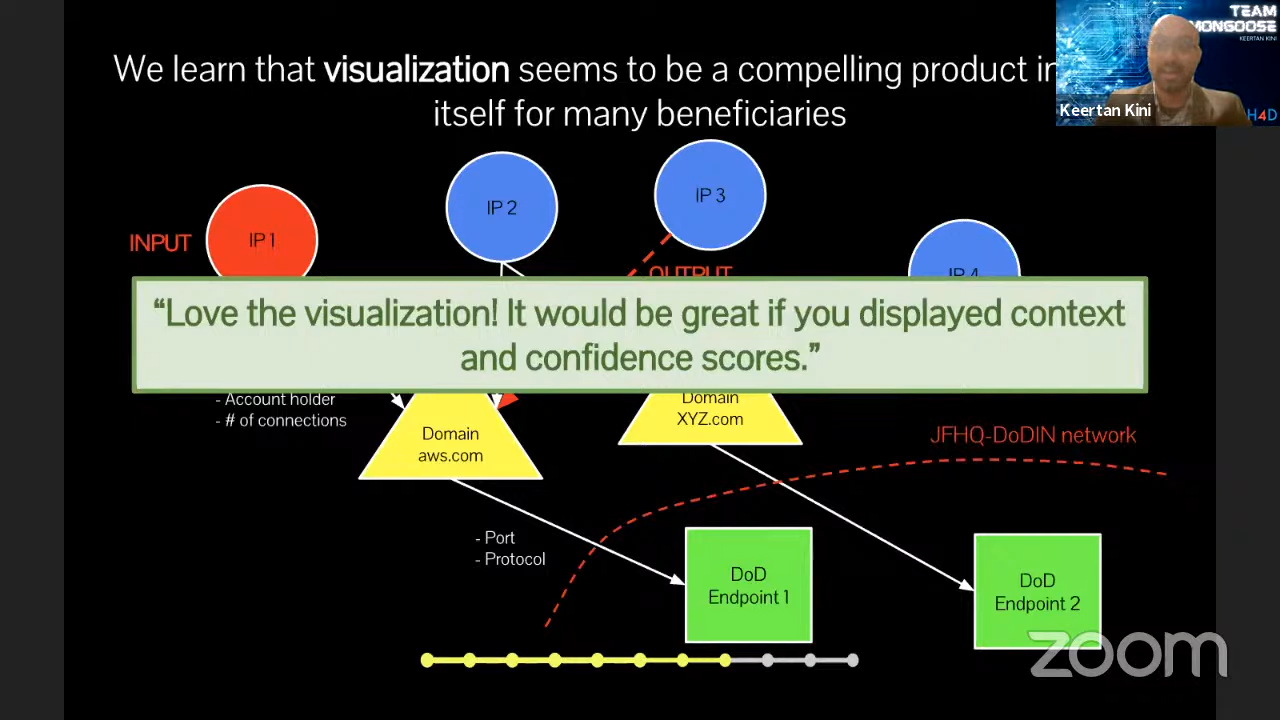 We learn that visualization seems to be a compelling product in
itself for many beneficiaries
TEAM
MONGOOSE
KEERTAN KINI
Keertan Kini
H4D
INPUT
IP 1
IP 2
IP 3
IP 4
OUTPUT
“Love the visualization! It would be great if you displayed context
and confidence scores.”
- Account holder
- # of connections
Domain
aws.com
Domain
XYZ.com
JFHQ-DoDIN network
- Port
- Protocol
DoD
Endpoint 1
DoD
Endpoint 2
zoom